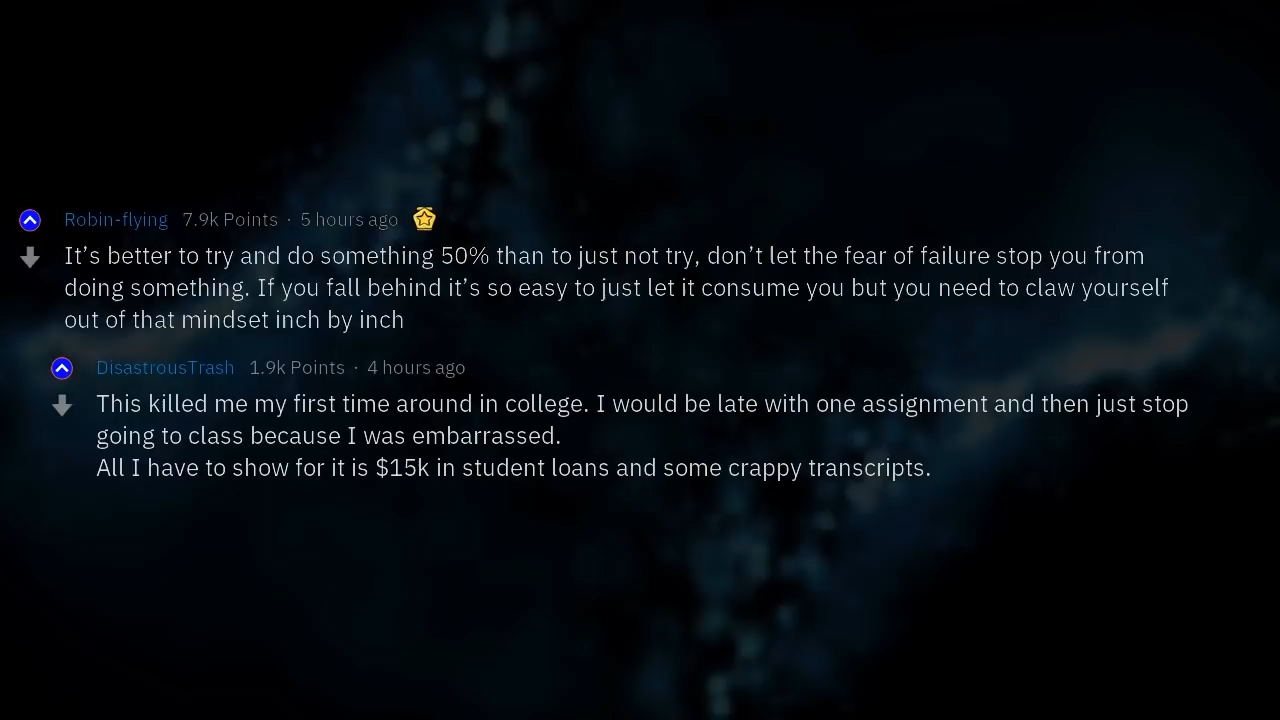 Robin-flying 7.9k Points · 5 hours ago
It’s better to try and do something 50% than to just not try, don’t let the fear of failure stop you from
doing something. If you fall behind it’s so easy to just let it consume you but you need to claw yourself
out of that mindset inch by inch
DisastrousTrash 1.9k Points · 4 hours ago
This killed me my first time around in college. I would be late with one assignment and then just stop
going to class because I was embarrassed.
All I have to show for it is $15k in student loans and some crappy transcripts.